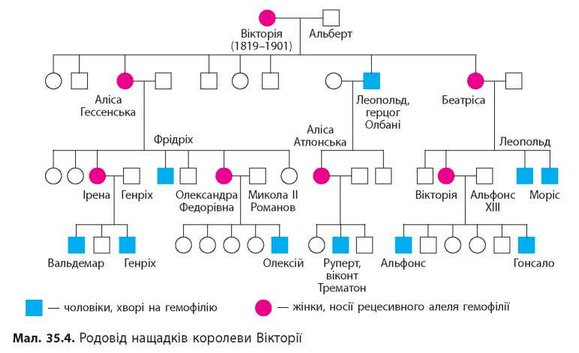 Вікторія
(1819–1901)
Альберт
Аліса
Гессенська
Леопольд,
герцог
Олбані
Беатріса
Фрідріх
Аліса
Атлонська
Леопольд
Ірена
Генріх
Олександра
Федорівна
Микола ІІ
Романов
Вікторія
Альфонс
XIII
Моріс
Вальдемар
Генріх
Олексій
Руперт,
віконт
Трематон
Альфонс
Гонсало
— чоловіки, хворі на гемофілію
— жінки, носії рецесивного алеля гемофілії
Мал. 35.4. Родовід нащадків королеви Вікторії